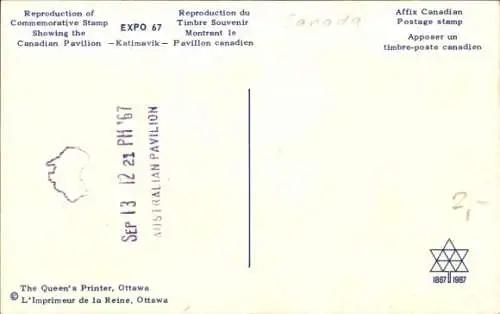 Reproduction of
Commemorative Stamp
Showing the
Canadian Pavilion
EXPO 67
—Katimavik—
Reproduction du
Timbre Souvenir
Montrant le
Pavillon canadien
Canada
Affix Canadian
Postage stamp
Apposer un
timbre-poste canadien
SEP 13 12 21 PM '67
AUSTRALIAN PAVILION
2,-
1867 1967
The Queen's Printer, Ottawa
© L'Imprimeur de la Reine, Ottawa